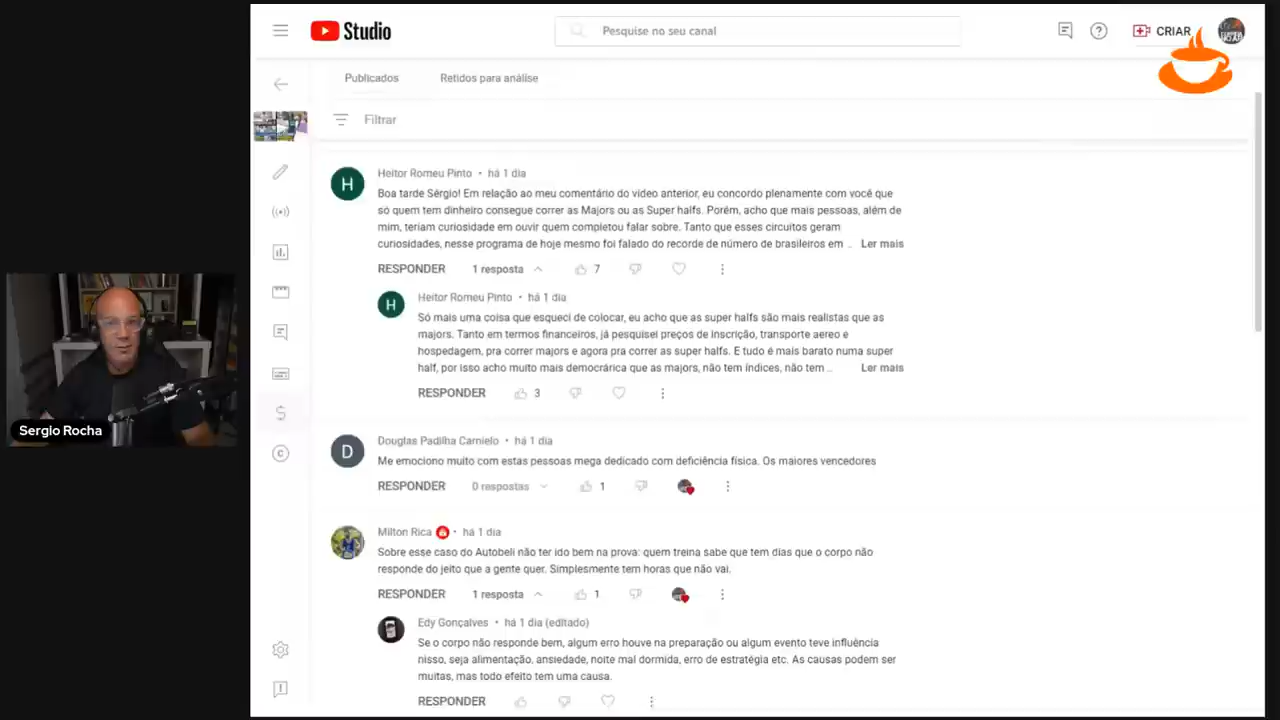 Studio
Pesquise no seu canal
CRIAR
Publicados
Retidos para análise
Filtrar
H
Heitor Romeu Pinto • há 1 dia
Boa tarde Sérgio! Em relação ao meu comentário do vídeo anterior, eu concordo plenamente com você que
só quem tem dinheiro consegue correr as Majors ou as Super halfs. Porém, acho que mais pessoas, além de
mim, teriam curiosidade em ouvir quem completou falar sobre. Tanto que esses circuitos geram
curiosidades, nesse programa de hoje mesmo foi falado do recorde de número de brasileiros em ... Ler mais
RESPONDER 1 resposta 7
H
Heitor Romeu Pinto • há 1 dia
Só mais uma coisa que esqueci de colocar, eu acho que as super halfs são mais realistas que as
majors. Tanto em termos financeiros, já pesquisei preços de inscrição, transporte aereo e
hospedagem, pra correr majors e agora pra correr as super halfs. E tudo é mais barato numa super
half, por isso acho muito mais democrática que as majors, não tem índices, não tem ... Ler mais
RESPONDER 3
Sergio Rocha
D
Douglas Padilha Carnielo • há 1 dia
Me emociono muito com estas pessoas mega dedicado com deficiência física. Os maiores vencedores
RESPONDER 0 respostas 1
Milton Rica • há 1 dia
Sobre esse caso do Autobeli não ter ido bem na prova: quem treina sabe que tem dias que o corpo não
responde do jeito que a gente quer. Simplesmente tem horas que não vai.
RESPONDER 1 resposta 1
Edy Gonçalves • há 1 dia (editado)
Se o corpo não responde bem, algum erro houve na preparação ou algum evento teve influência
nisso, seja alimentação, ansiedade, noite mal dormida, erro de estratégia etc. As causas podem ser
muitas, mas todo efeito tem uma causa.
RESPONDER